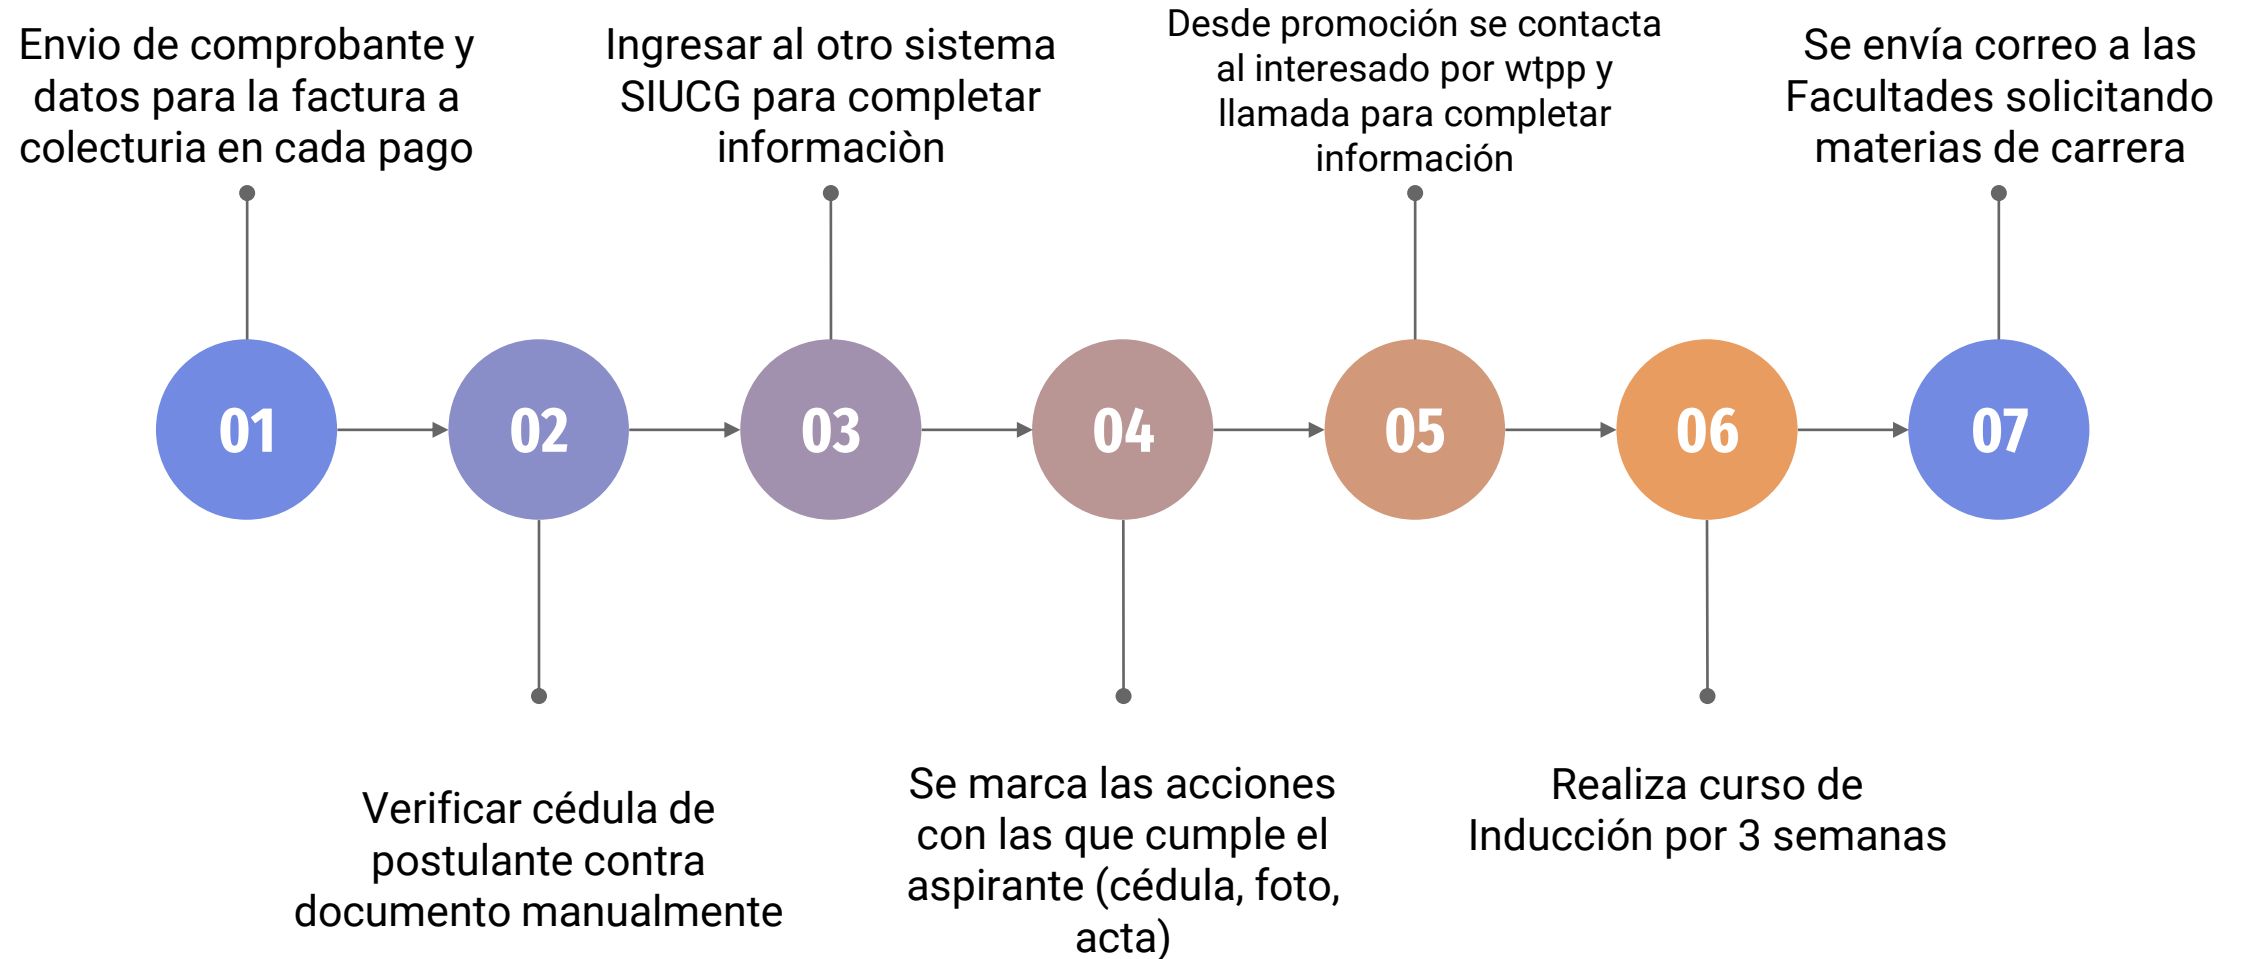 Envio de comprobante y
datos para la factura a
colecturia en cada pago
Ingresar al otro sistema
SIUCG para completar
informaciòn
Desde promoción se contacta
al interesado por wtpp y
llamada para completar
información
Se envía correo a las
Facultades solicitando
materias de carrera
01
02
03
04
05
06
07
Verificar cédula de
postulante contra
documento manualmente
Se marca las acciones
con las que cumple el
aspirante (cédula, foto,
acta)
Realiza curso de
Inducción por 3 semanas